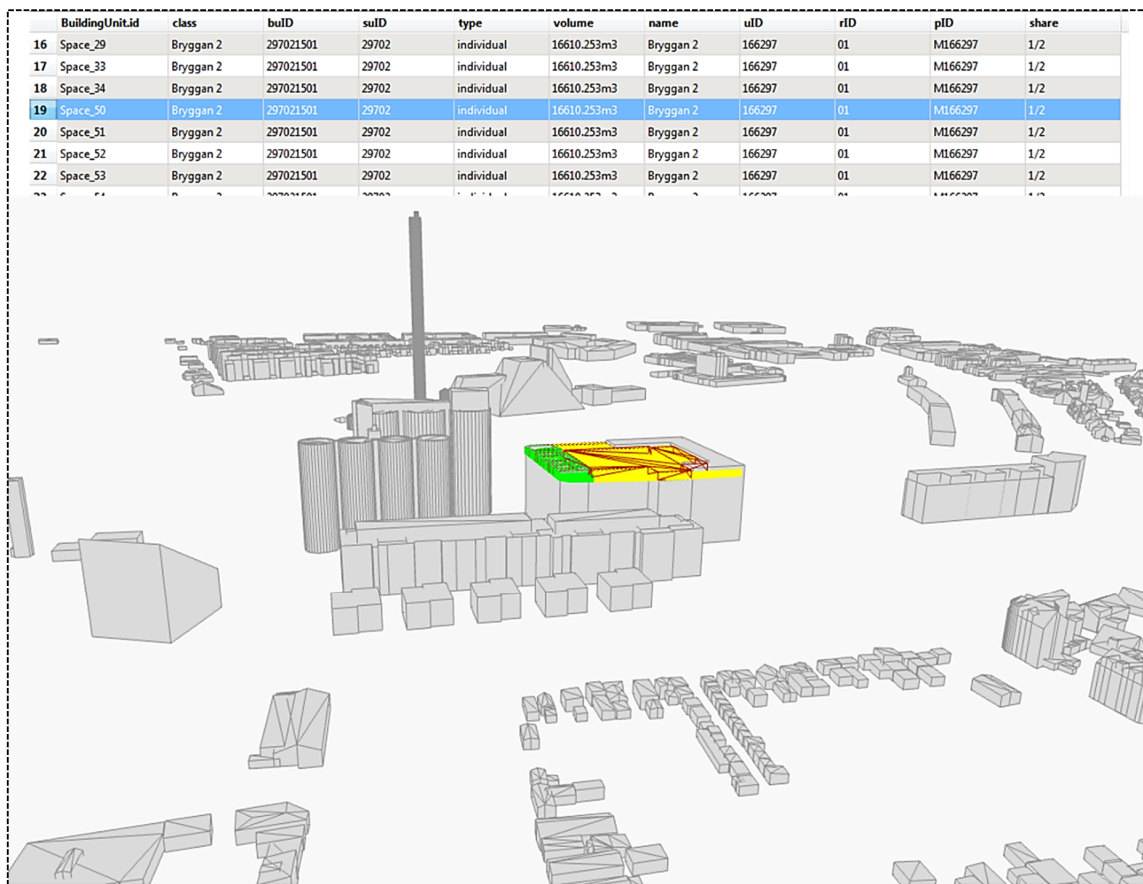 BuildingUnit.id class buID suID type volume name uID rID pID share
16 Space_29 Bryggan 2 297021501 29702 individual 16610.253m3 Bryggan 2 166297 01 M166297 1/2
17 Space_33 Bryggan 2 297021501 29702 individual 16610.253m3 Bryggan 2 166297 01 M166297 1/2
18 Space_34 Bryggan 2 297021501 29702 individual 16610.253m3 Bryggan 2 166297 01 M166297 1/2
19 Space_50 Bryggan 2 297021501 29702 individual 16610.253m3 Bryggan 2 166297 01 M166297 1/2
20 Space_51 Bryggan 2 297021501 29702 individual 16610.253m3 Bryggan 2 166297 01 M166297 1/2
21 Space_52 Bryggan 2 297021501 29702 individual 16610.253m3 Bryggan 2 166297 01 M166297 1/2
22 Space_53 Bryggan 2 297021501 29702 individual 16610.253m3 Bryggan 2 166297 01 M166297 1/2